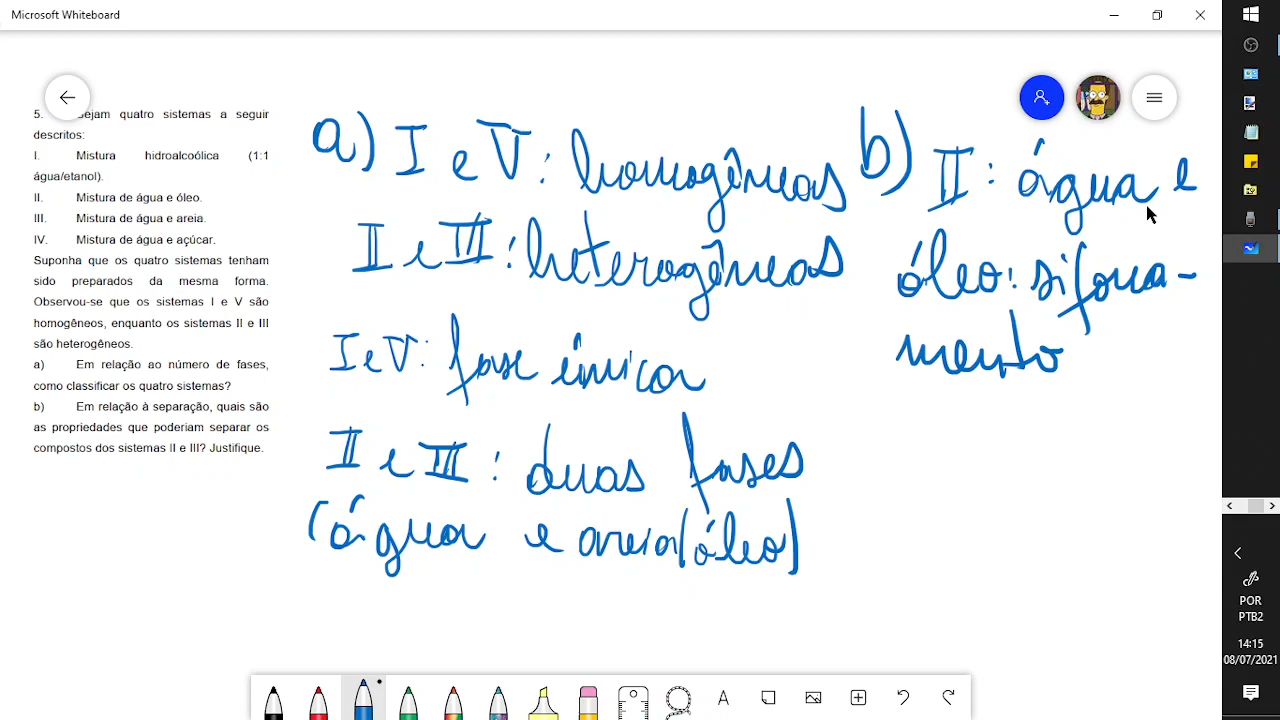 Microsoft Whiteboard
5. Sejam quatro sistemas a seguir
descritos:
I. Mistura hidroalcoólica (1:1
água/etanol).
II. Mistura de água e óleo.
III. Mistura de água e areia.
IV. Mistura de água e açúcar.
Suponha que os quatro sistemas tenham
sido preparados da mesma forma.
Observou-se que os sistemas I e V são
homogêneos, enquanto os sistemas II e III
são heterogêneos.
a) Em relação ao número de fases,
como classificar os quatro sistemas?
b) Em relação à separação, quais são
as propriedades que poderiam separar os
compostos dos sistemas II e III? Justifique.
a) I e V: homogêneas
II e III: heterogêneas
I e V: fase única
II e III: duas fases
(água e areia/óleo)
b) II: água e
óleo: sifona-
mento
A
POR
PTB2
14:15
08/07/2021